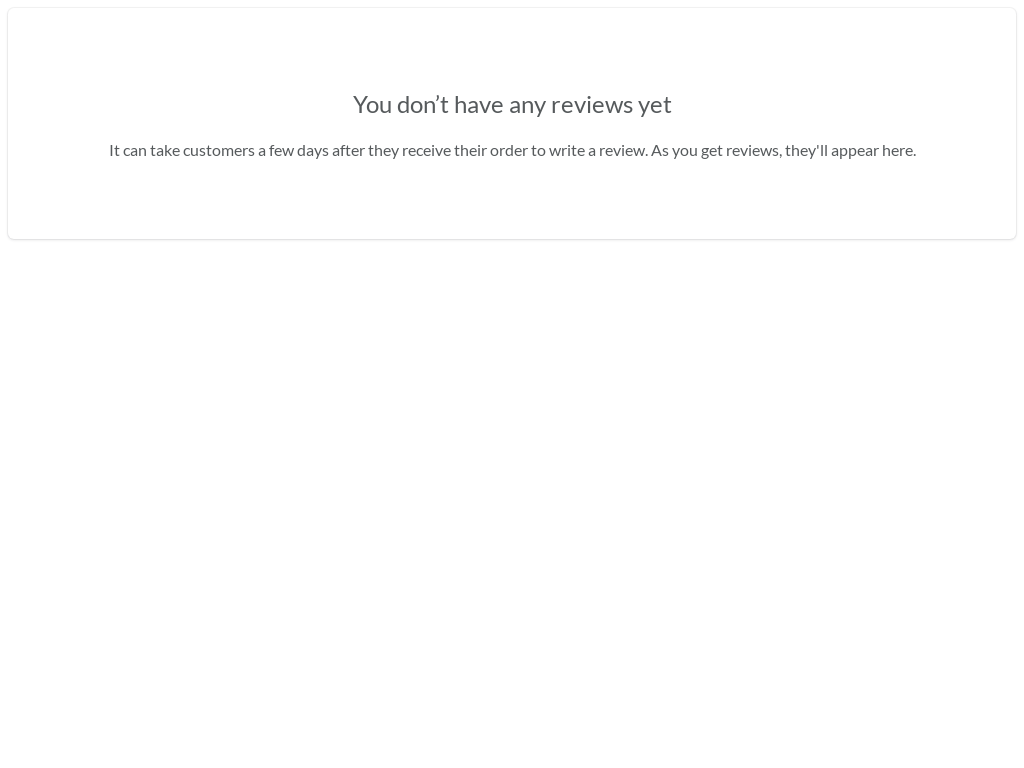 You don’t have any reviews yet
It can take customers a few days after they receive their order to write a review. As you get reviews, they'll appear here.